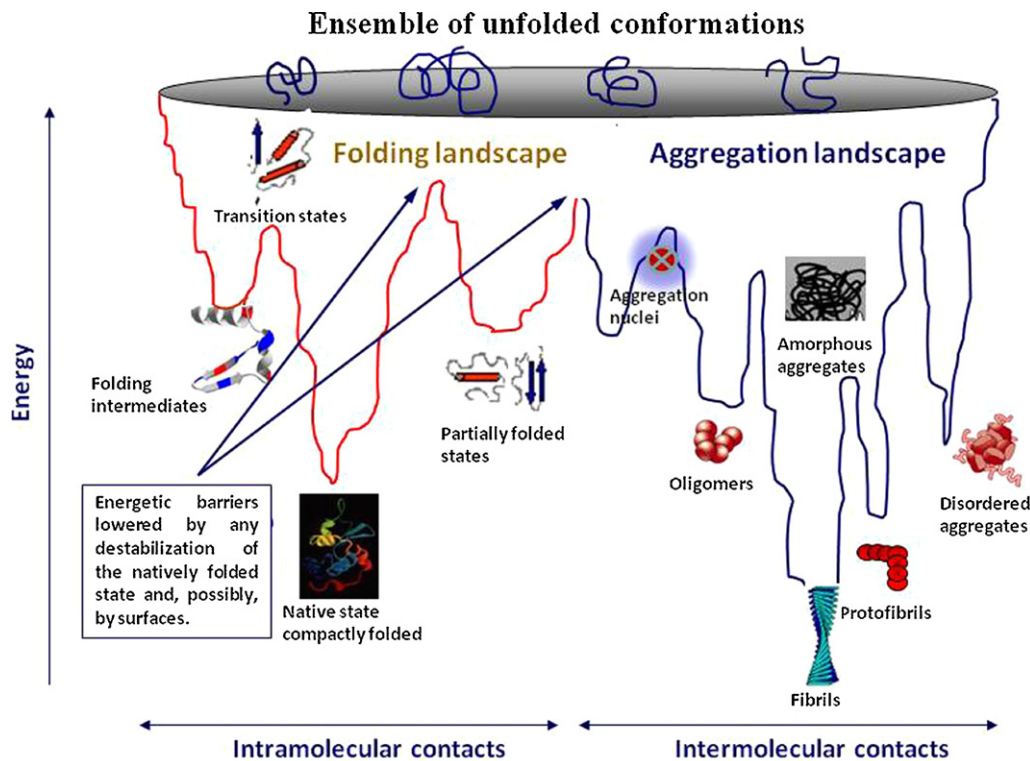 Ensemble of unfolded conformations
Folding landscape
Aggregation landscape
Transition states
Aggregation
nuclei
Amorphous
aggregates
Folding
intermediates
Partially folded
states
Oligomers
Disordered
aggregates
Energetic barriers
lowered by any
destabilization of
the natively folded
state and, possibly,
by surfaces.
Native state
compactly folded
Protofibrils
Fibrils
Energy
Intramolecular contacts
Intermolecular contacts